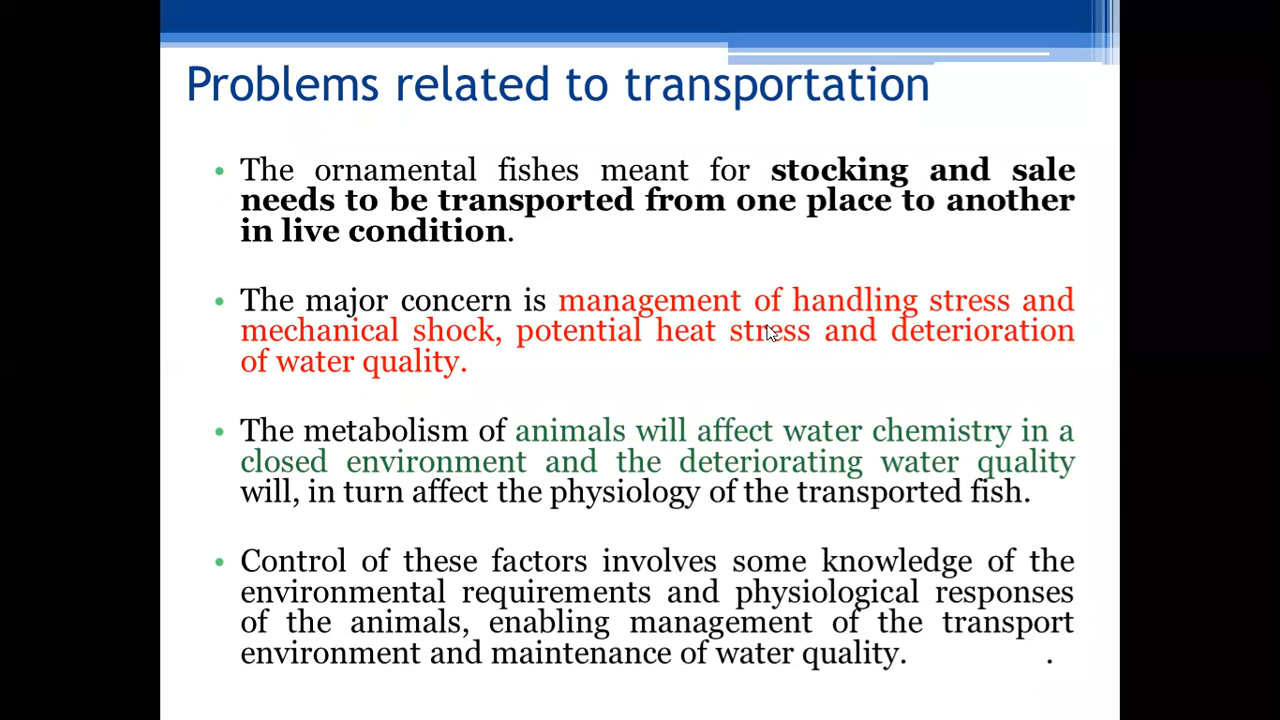 Problems related to transportation
• The ornamental fishes meant for stocking and sale
needs to be transported from one place to another
in live condition.
• The major concern is management of handling stress and
mechanical shock, potential heat stress and deterioration
of water quality.
• The metabolism of animals will affect water chemistry in a
closed environment and the deteriorating water quality
will, in turn affect the physiology of the transported fish.
• Control of these factors involves some knowledge of the
environmental requirements and physiological responses
of the animals, enabling management of the transport
environment and maintenance of water quality. .